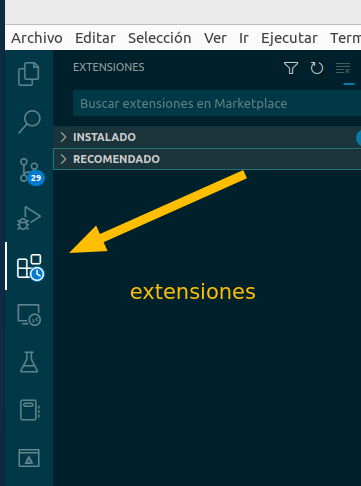 Archivo Editar Selección Ver Ir Ejecutar Term
EXTENSIONES
Buscar extensiones en Marketplace
INSTALADO
RECOMENDADO
29
extensiones